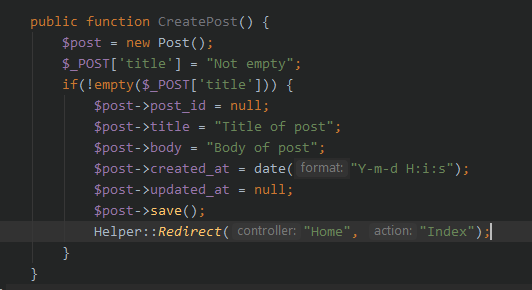 public function CreatePost() {
$post = new Post();
$_POST['title'] = "Not empty";
if(!empty($_POST['title'])) {
$post->post_id = null;
$post->title = "Title of post";
$post->body = "Body of post";
$post->created_at = date( format: "Y-m-d H:i:s");
$post->updated_at = null;
$post->save();
Helper::Redirect( controller: "Home", action: "Index");
}
}